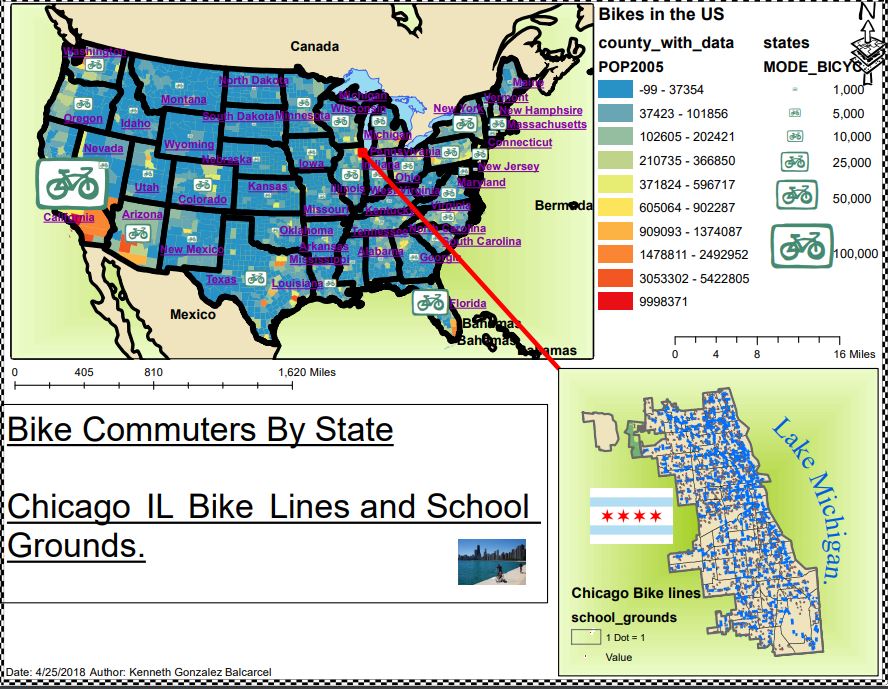 Bikes in the US
N
county_with_data
states
POP2005
MODE_BICYC
-99 - 37354
37423 - 101856
102605 - 202421
210735 - 366850
371824 - 596717
605064 - 902287
909093 - 1374087
1478811 - 2492952
3053302 - 5422805
9998371
1,000
5,000
10,000
25,000
50,000
100,000
Canada
Washington
North Dakota
Montana
Oregon
Idaho
South Dakota
Minnesota
Wisconsin
Michigan
New York
Vermont
New Hamphsire
Massachusetts
Connecticut
Nevada
Wyoming
Nebraska
Iowa
Michigan
Pennsylvania
Ohio
New Jersey
Maryland
Utah
Colorado
Kansas
Illinois
West Virginia
Virginia
Bermuda
California
Arizona
Missouri
Kentucky
Oklahoma
Tennessee
North Carolina
South Carolina
New Mexico
Arkansas
Mississippi
Alabama
Georgia
Texas
Louisiana
Florida
Mexico
Bahamas
Bahamas
Bahamas
0 405 810 1,620 Miles
0 4 8 16 Miles
Bike Commuters By State
Chicago IL Bike Lines and School
Grounds.
Lake Michigan.
Chicago Bike lines
school_grounds
1 Dot = 1
Value
Date: 4/25/2018 Author: Kenneth Gonzalez Balcarcel